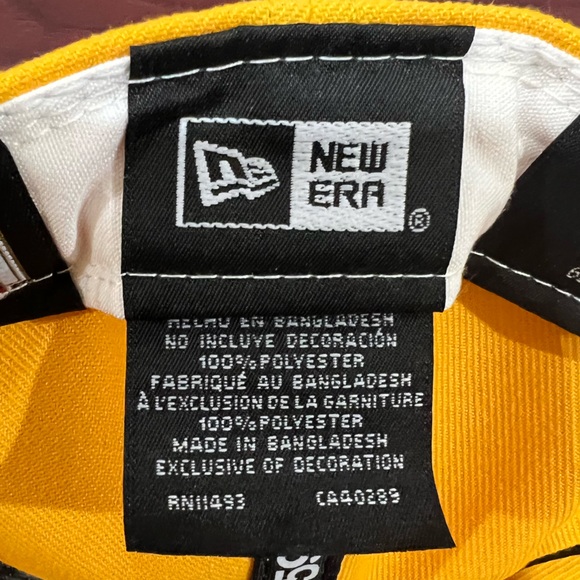 NEW
ERA
®
HECHO EN BANGLADESH
NO INCLUYE DECORACIÓN
100% POLYESTER
FABRIQUÉ AU BANGLADESH
À L'EXCLUSION DE LA GARNITURE
100% POLYESTER
MADE IN BANGLADESH
EXCLUSIVE OF DECORATION
RN11493 CA40289